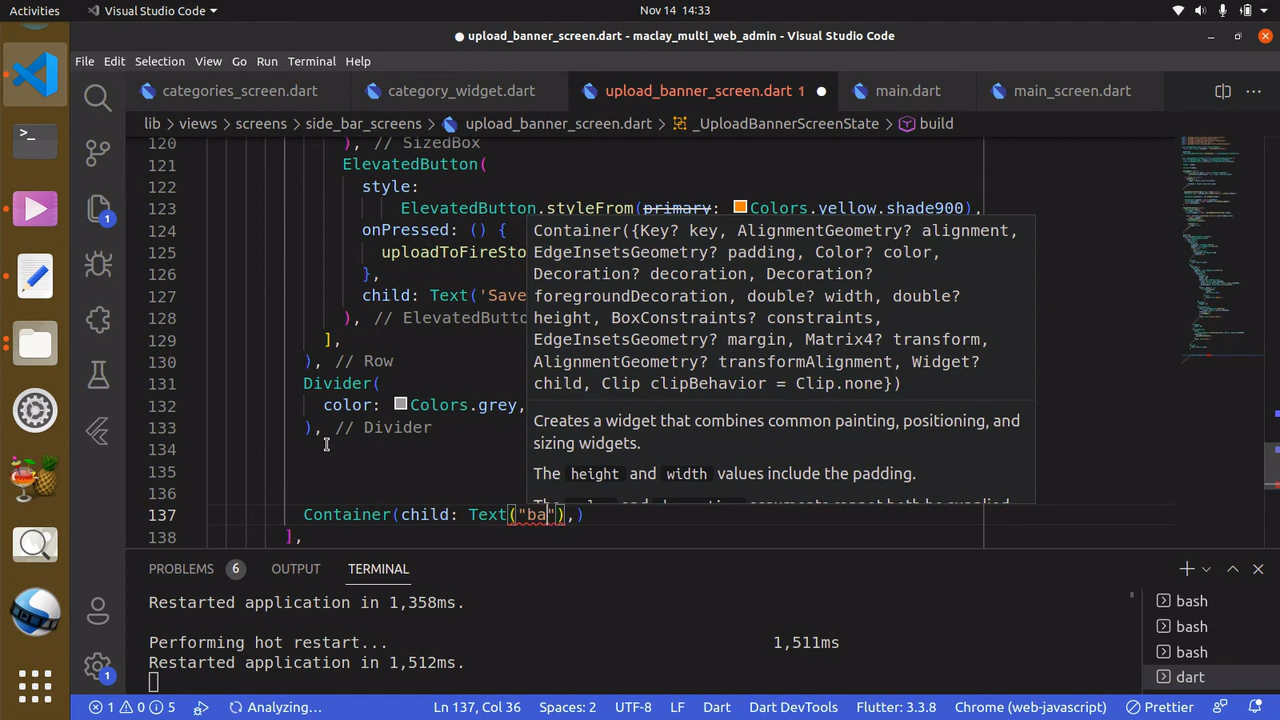 Activities
Visual Studio Code
Nov 14 14:33
upload_banner_screen.dart - maclay_multi_web_admin - Visual Studio Code
File Edit Selection View Go Run Terminal Help
categories_screen.dart
category_widget.dart
upload_banner_screen.dart 1
main.dart
main_screen.dart
lib > views > screens > side_bar_screens > upload_banner_screen.dart > _UploadBannerScreenState > build
120 ), // SizedBox
121 ElevatedButton(
122 style:
123 ElevatedButton.styleFrom(primary: Colors.yellow.shade900),
124 onPressed: () {
125 uploadToFireSto
126 },
127 child: Text('Save
128 ), // ElevatedButto
129 ],
130 ), // Row
131 Divider(
132 color: Colors.grey,
133 ), // Divider
134
135
136
137 Container(child: Text("ba"),)
138 ],
Container({Key? key, AlignmentGeometry? alignment,
EdgeInsetsGeometry? padding, Color? color,
Decoration? decoration, Decoration?
foregroundDecoration, double? width, double?
height, BoxConstraints? constraints,
EdgeInsetsGeometry? margin, Matrix4? transform,
AlignmentGeometry? transformAlignment, Widget?
child, Clip clipBehavior = Clip.none})
Creates a widget that combines common painting, positioning, and
sizing widgets.
The height and width values include the padding.
PROBLEMS 6 OUTPUT TERMINAL
Restarted application in 1,358ms.
Performing hot restart... 1,511ms
Restarted application in 1,512ms.
bash
bash
bash
dart
1
1
1 0 5
Analyzing...
Ln 137, Col 36
Spaces: 2
UTF-8
LF
Dart
Dart DevTools
Flutter: 3.3.8
Chrome (web-javascript)
Prettier